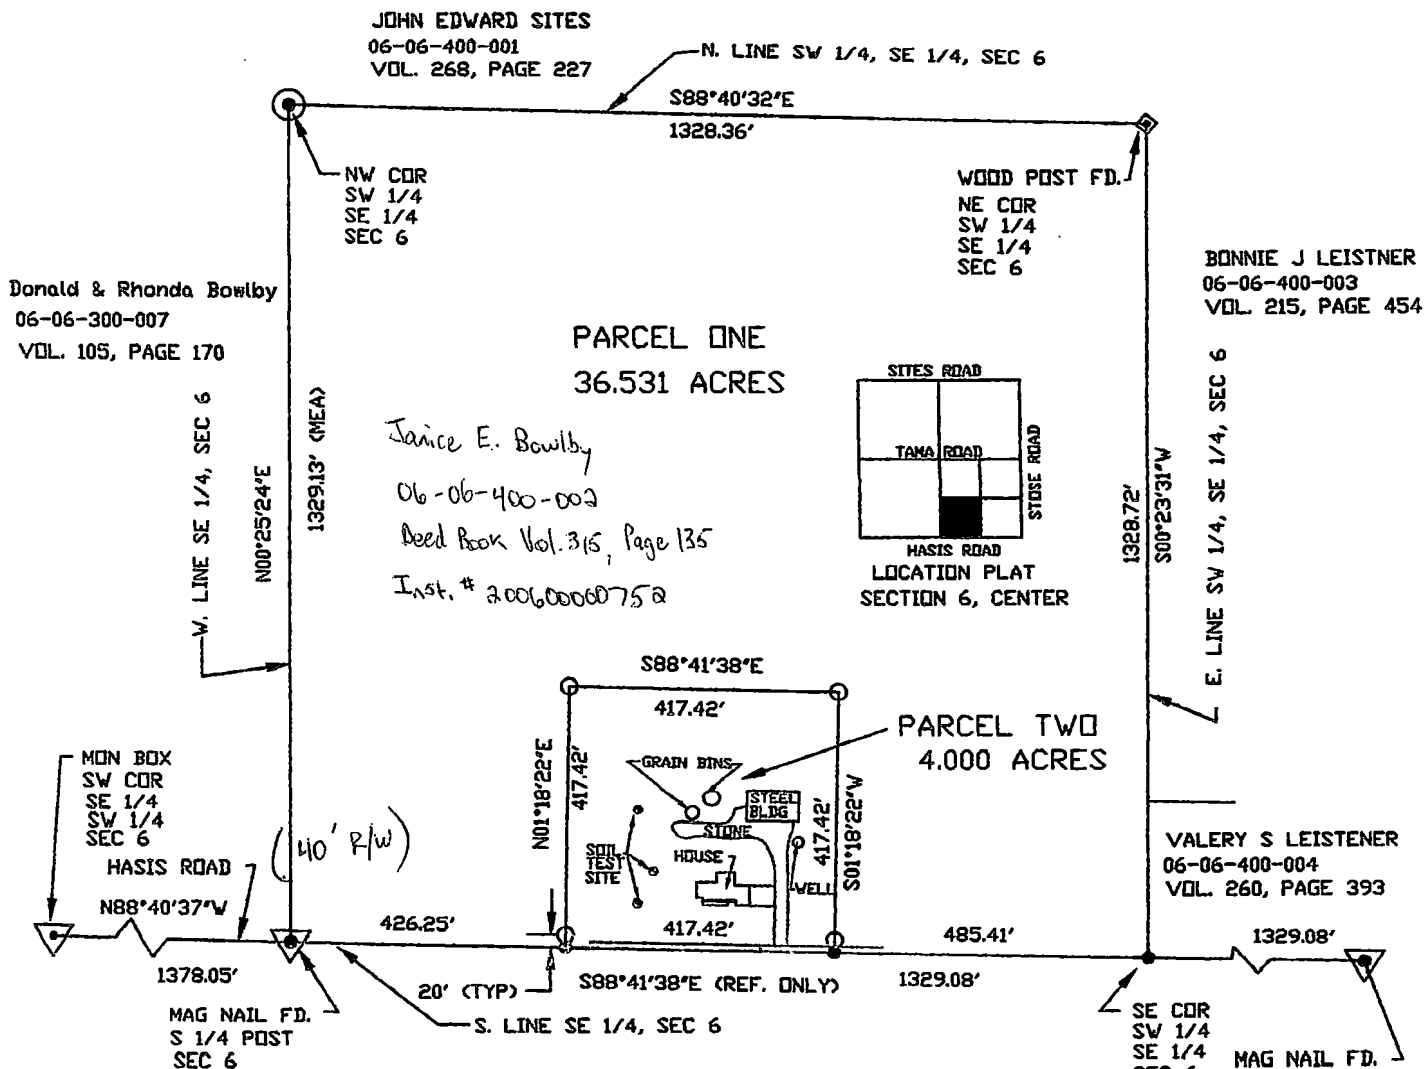 JOHN EDWARD SITES
06-06-400-001
VOL. 268, PAGE 227
N. LINE SW 1/4, SE 1/4, SEC 6
S88°40'32"E
1328.36'
NW COR
SW 1/4
SE 1/4
SEC 6
WOOD POST FD.
NE COR
SW 1/4
SE 1/4
SEC 6
Donald & Rhonda Bowlby
06-06-300-007
VOL. 105, PAGE 170
BONNIE J LEISTNER
06-06-400-003
VOL. 215, PAGE 454
PARCEL ONE
36.531 ACRES
W. LINE SE 1/4, SEC 6
N00°25'24"E
1329.13' (MEA)
Janice E. Bowlby
06-06-400-002
Deed Book Vol. 315, Page 135
Inst. # 200600000752
SITES ROAD
TAMA ROAD
STOSE ROAD
HASIS ROAD
LOCATION PLAT
SECTION 6, CENTER
1328.72'
S00°23'31"W
E. LINE SW 1/4, SE 1/4, SEC 6
S88°41'38"E
417.42'
PARCEL TWO
4.000 ACRES
N01°18'22"E
417.42'
GRAIN BINS
STEEL
BLDG
STONE
SOIL
TEST
SITE
HOUSE
WELL
417.42'
S01°18'22"W
MON BOX
SW COR
SE 1/4
SW 1/4
SEC 6
HASIS ROAD
(40' R/W)
N88°40'37"W
1378.05'
426.25'
417.42'
485.41'
1329.08'
VALERY S LEISTENER
06-06-400-004
VOL. 260, PAGE 393
20' (TYP)
S88°41'38"E (REF. ONLY)
1329.08'
MAG NAIL FD.
S 1/4 POST
SEC 6
S. LINE SE 1/4, SEC 6
SE COR
SW 1/4
SE 1/4
SEC 6
MAG NAIL FD.